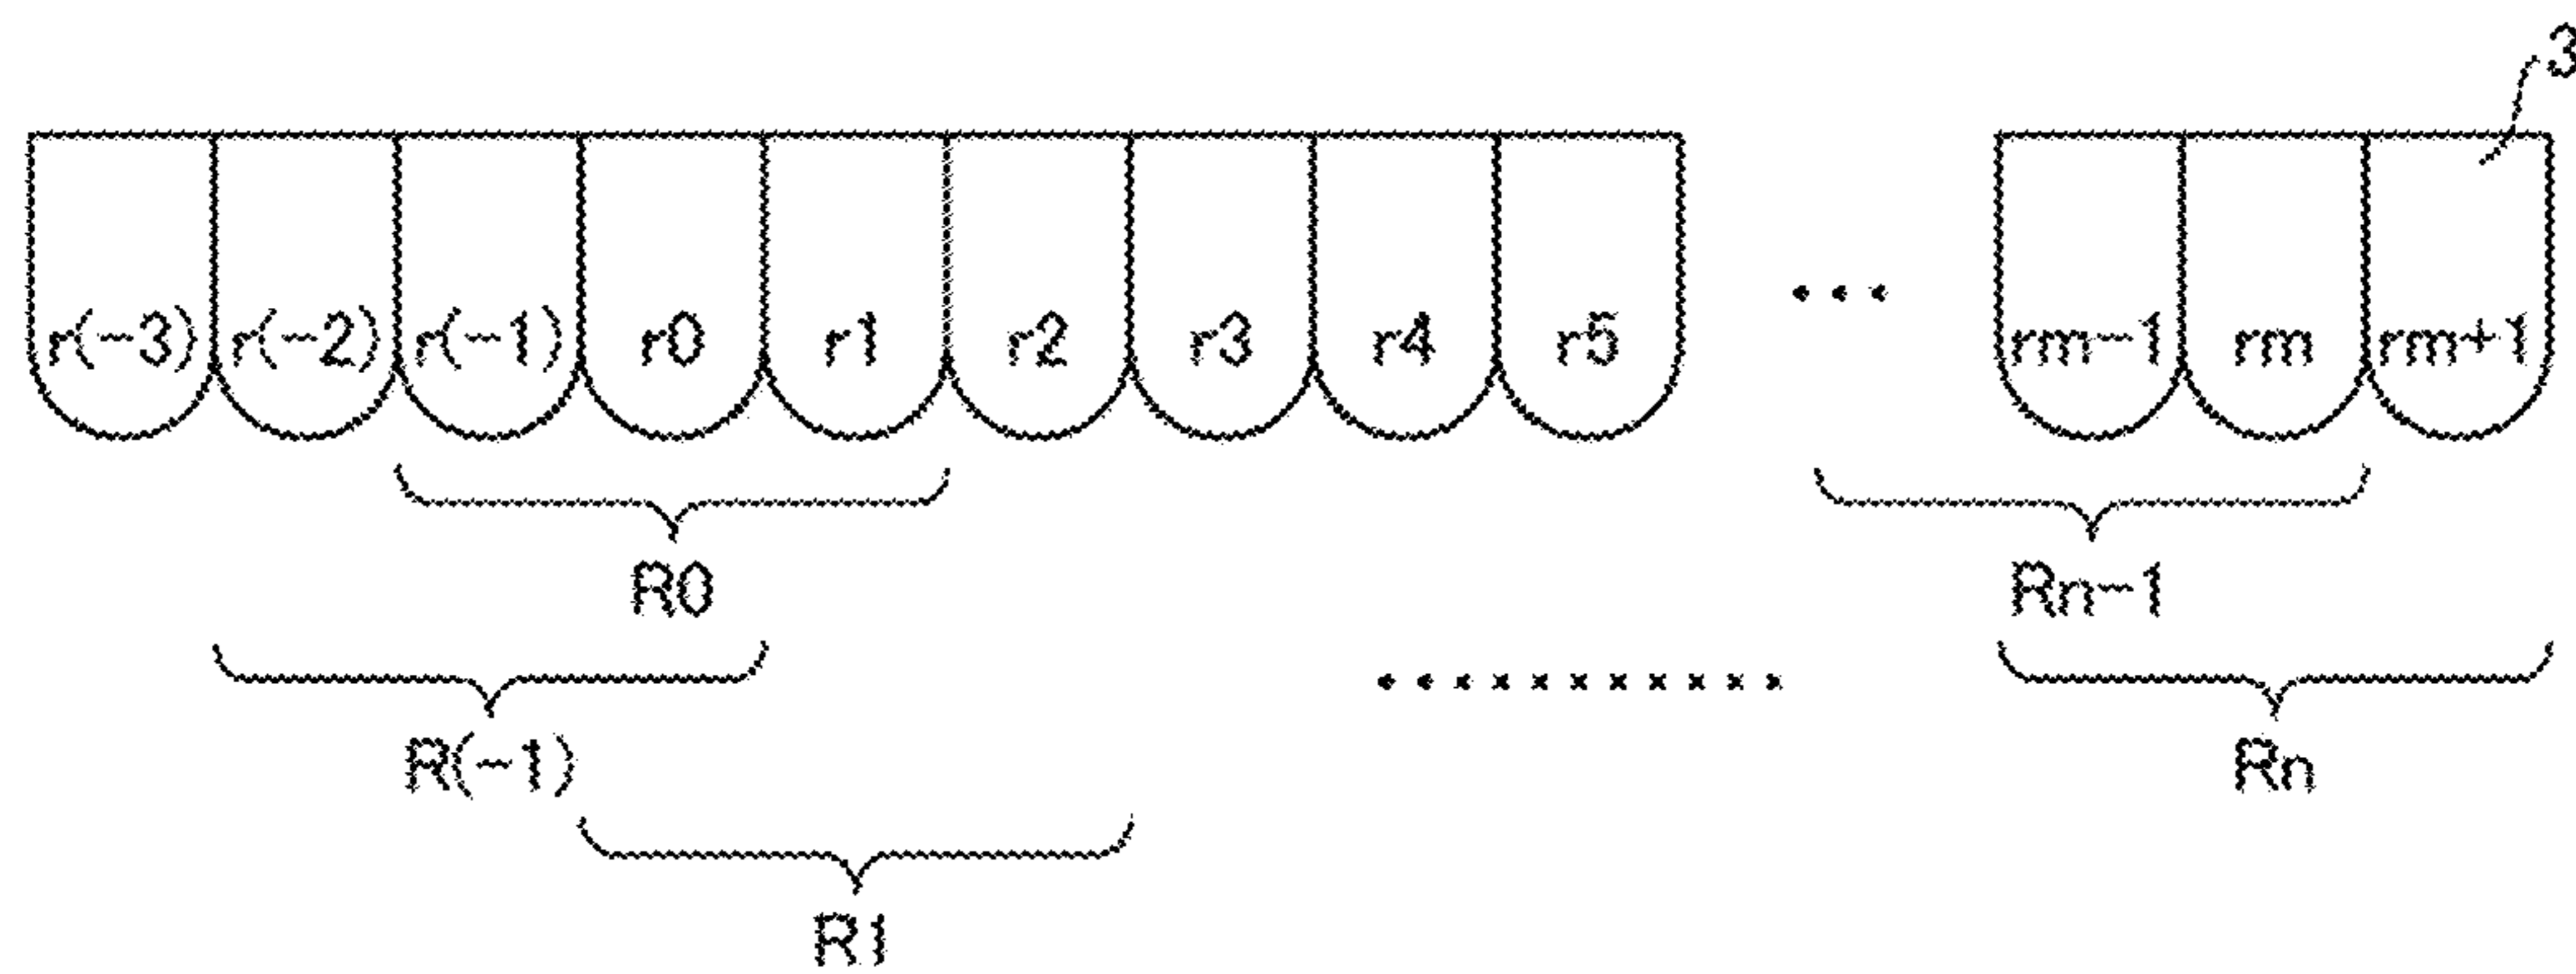 3
r(-3) r(-2) r(-1) r0 r1 r2 r3 r4 r5 ... rm-1 rm rm+1
R0 Rn-1
R(-1) Rn
R1